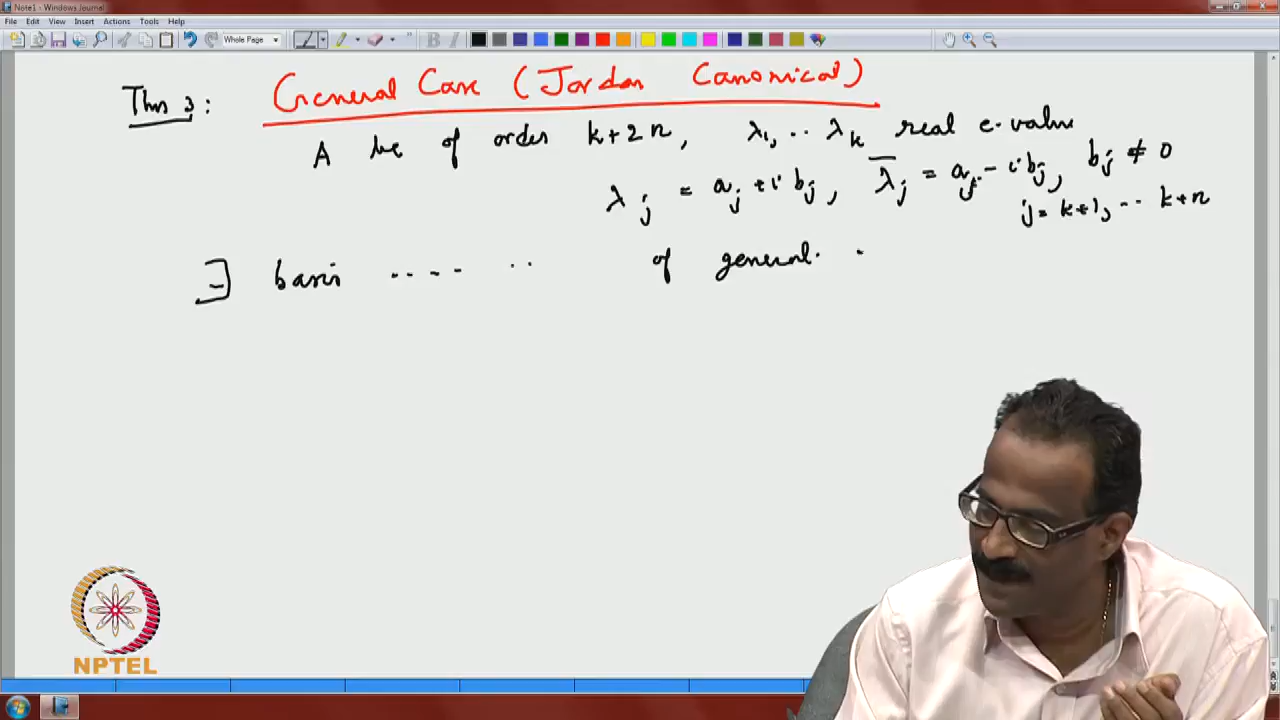 Note1 - Windows Journal
File Edit View Insert Actions Tools Help
Whole Page
Thm 3: General Case (Jordan Canonical)
A be of order k+2n, λ1, .. λk real e.value
λj = aj + i bj, λ̄j = aj - i bj, bj ≠ 0
j = k+1, .. k+n
∃ basis ---- .. of general. .
NPTEL